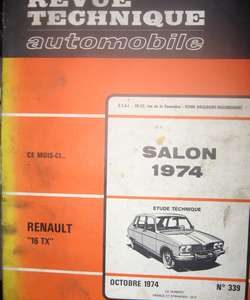 REVUE
TECHNIQUE
automobile
CE MOIS-CI...
SALON
1974
ETUDE TECHNIQUE
RENAULT
"16 TX"
OCTOBRE 1974
N° 339